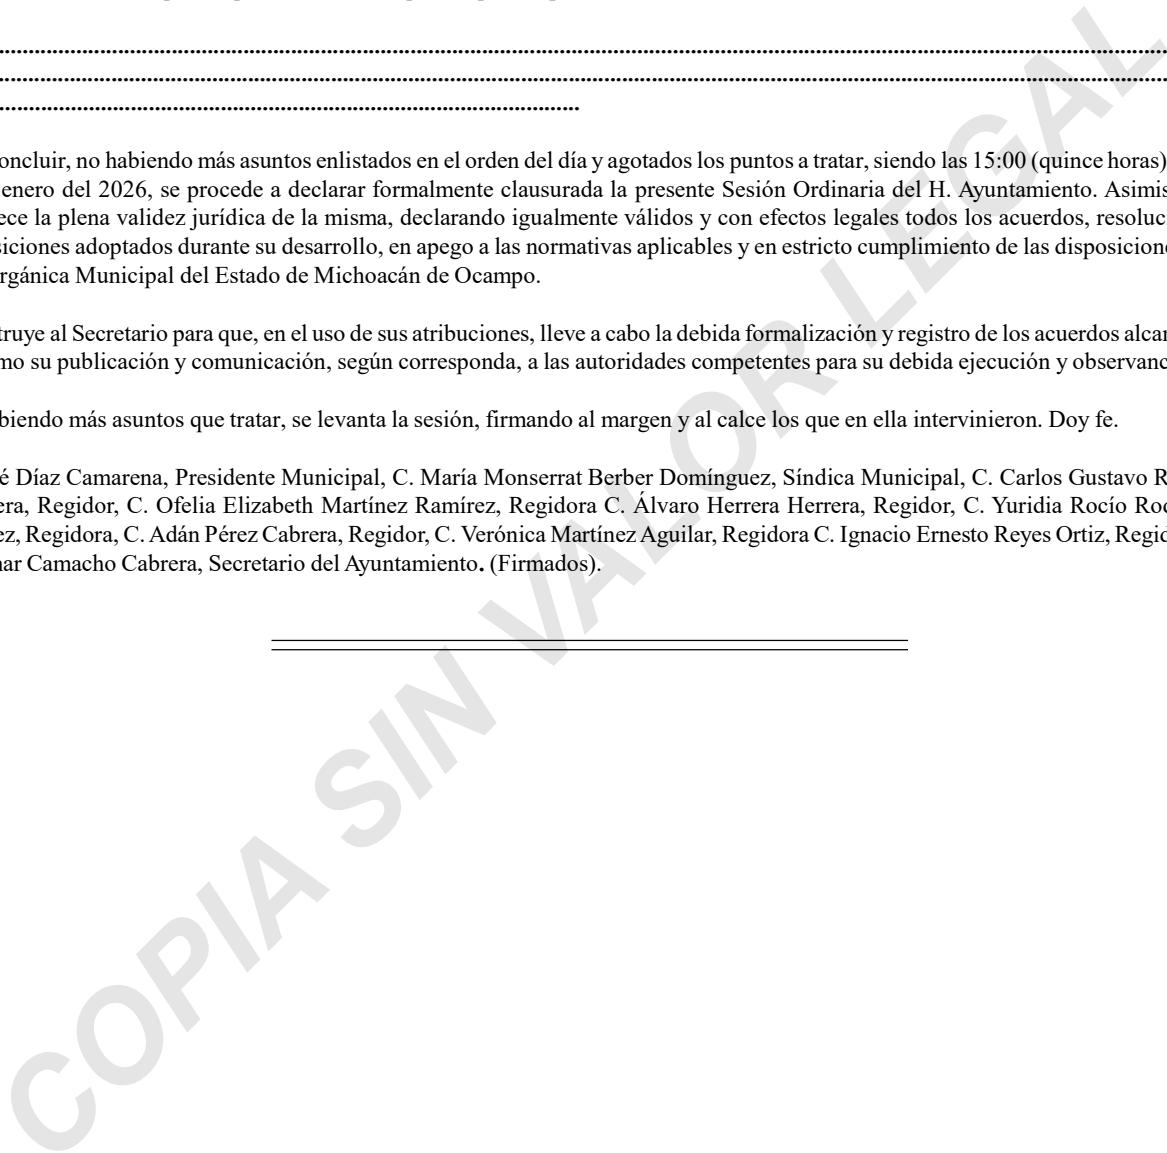 ........................................................................................................................
........................................................................................................................
............................................................
oncluir, no habiendo más asuntos enlistados en el orden del día y agotados los puntos a tratar, siendo las 15:00 (quince horas)
enero del 2026, se procede a declarar formalmente clausurada la presente Sesión Ordinaria del H. Ayuntamiento. Asimis
ece la plena validez jurídica de la misma, declarando igualmente válidos y con efectos legales todos los acuerdos, resoluci
siciones adoptados durante su desarrollo, en apego a las normativas aplicables y en estricto cumplimiento de las disposicione
rgánica Municipal del Estado de Michoacán de Ocampo.
truye al Secretario para que, en el uso de sus atribuciones, lleve a cabo la debida formalización y registro de los acuerdos alcan
mo su publicación y comunicación, según corresponda, a las autoridades competentes para su debida ejecución y observanc
biendo más asuntos que tratar, se levanta la sesión, firmando al margen y al calce los que en ella intervinieron. Doy fe.
é Díaz Camarena, Presidente Municipal, C. María Monserrat Berber Domínguez, Síndica Municipal, C. Carlos Gustavo R
era, Regidor, C. Ofelia Elizabeth Martínez Ramírez, Regidora C. Álvaro Herrera Herrera, Regidor, C. Yuridia Rocío Rod
ez, Regidora, C. Adán Pérez Cabrera, Regidor, C. Verónica Martínez Aguilar, Regidora C. Ignacio Ernesto Reyes Ortiz, Regid
mar Camacho Cabrera, Secretario del Ayuntamiento. (Firmados).
COPIA SIN VALOR LEGAL